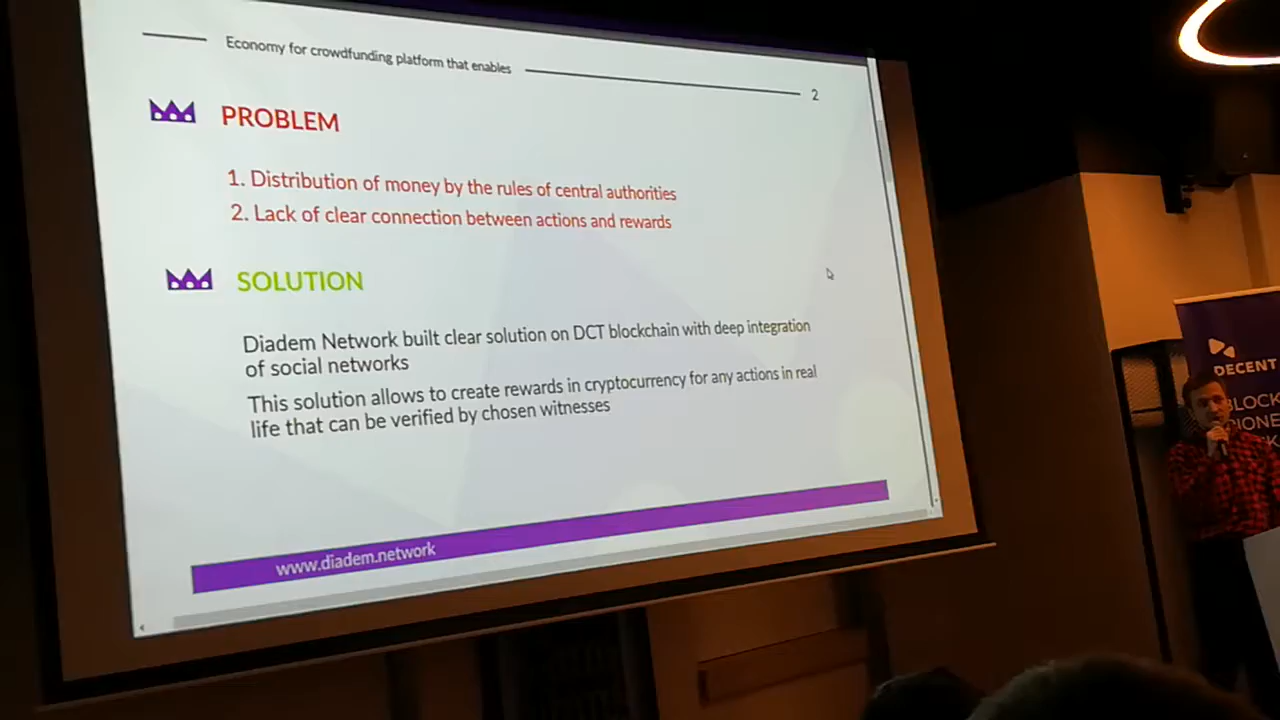 Economy for crowdfunding platform that enables
2
PROBLEM
1. Distribution of money by the rules of central authorities
2. Lack of clear connection between actions and rewards
SOLUTION
Diadem Network built clear solution on DCT blockchain with deep integration
of social networks
This solution allows to create rewards in cryptocurrency for any actions in real
life that can be verified by chosen witnesses
www.diadem.network
DECENT